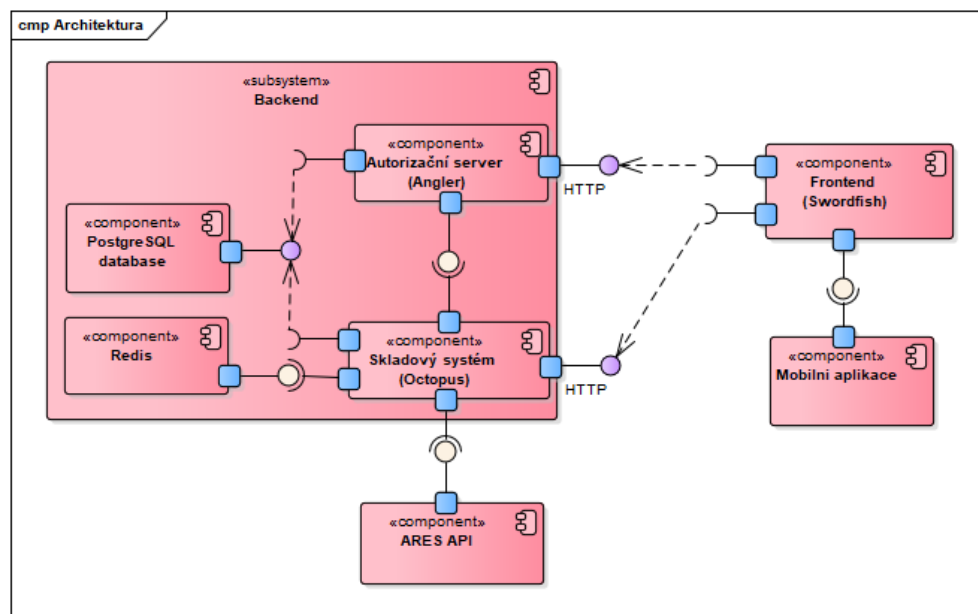 cmp Architektura
«subsystem»
Backend
«component»
Autorizační server
(Angler)
HTTP
«component»
Frontend
(Swordfish)
«component»
PostgreSQL
database
«component»
Redis
«component»
Skladový systém
(Octopus)
HTTP
«component»
Mobilni aplikace
«component»
ARES API